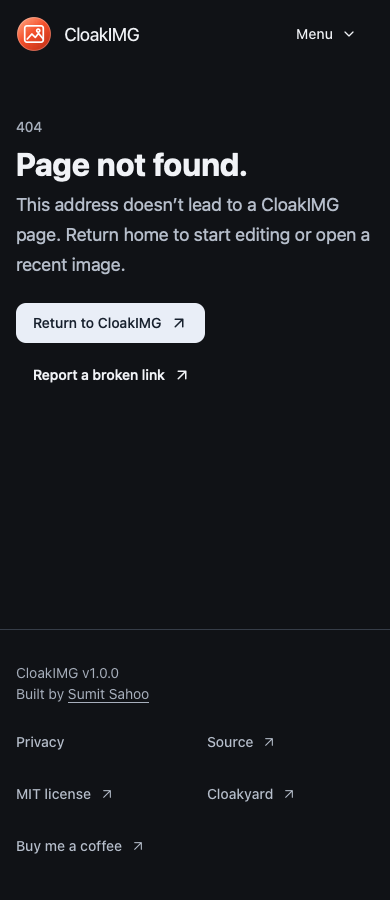 CloakIMG
Menu
404
Page not found.
This address doesn’t lead to a CloakIMG
page. Return home to start editing or open a
recent image.
Return to CloakIMG
Report a broken link
CloakIMG v1.0.0
Built by Sumit Sahoo
Privacy
Source
MIT license
Cloakyard
Buy me a coffee